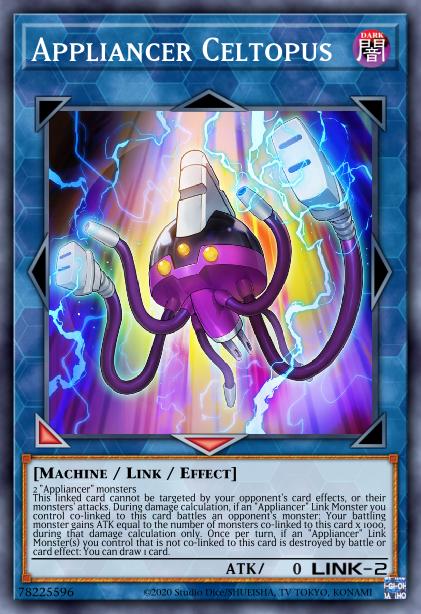 APPLIANCER CELTOPUS
DARK
闇
[MACHINE / LINK / EFFECT]
2 "Appliancer" monsters
This linked card cannot be targeted by your opponent's card effects, or their
monsters' attacks. During damage calculation, if an "Appliancer" Link Monster you
control co-linked to this card battles an opponent's monster: Your battling
monster gains ATK equal to the number of monsters co-linked to this card x 1000,
during that damage calculation only. Once per turn, if an "Appliancer" Link
Monster(s) you control that is not co-linked to this card is destroyed by battle or
card effect: You can draw 1 card.
ATK/ 0 LINK-2
78225596 ©2020 Studio Dice/SHUEISHA, TV TOKYO, KONAMI